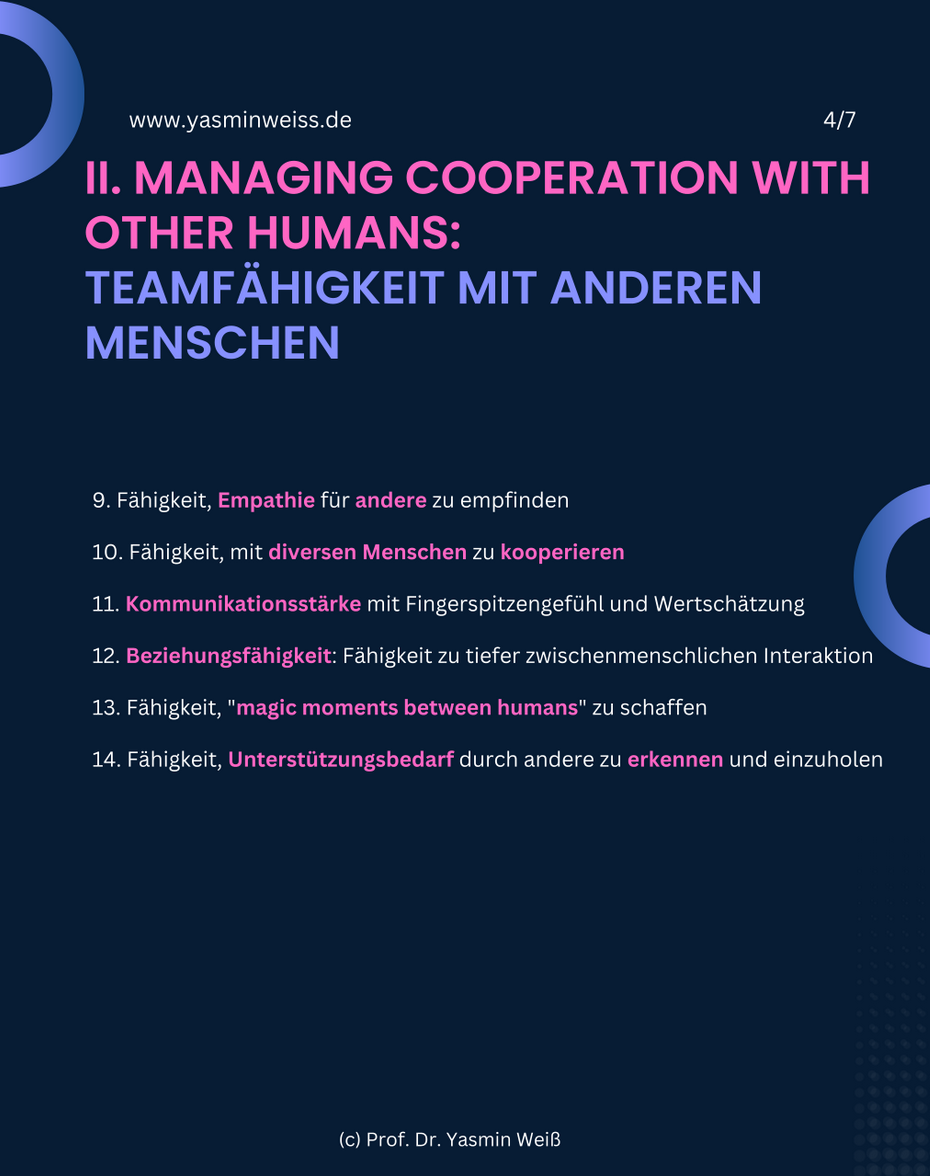 www.yasminweiss.de
4/7
II. MANAGING COOPERATION WITH
OTHER HUMANS:
TEAMFÄHIGKEIT MIT ANDEREN
MENSCHEN
9. Fähigkeit, Empathie für andere zu empfinden
10. Fähigkeit, mit diversen Menschen zu kooperieren
11. Kommunikationsstärke mit Fingerspitzengefühl und Wertschätzung
12. Beziehungsfähigkeit: Fähigkeit zu tiefer zwischenmenschlichen Interaktion
13. Fähigkeit, "magic moments between humans" zu schaffen
14. Fähigkeit, Unterstützungsbedarf durch andere zu erkennen und einzuholen
(c) Prof. Dr. Yasmin Weiß